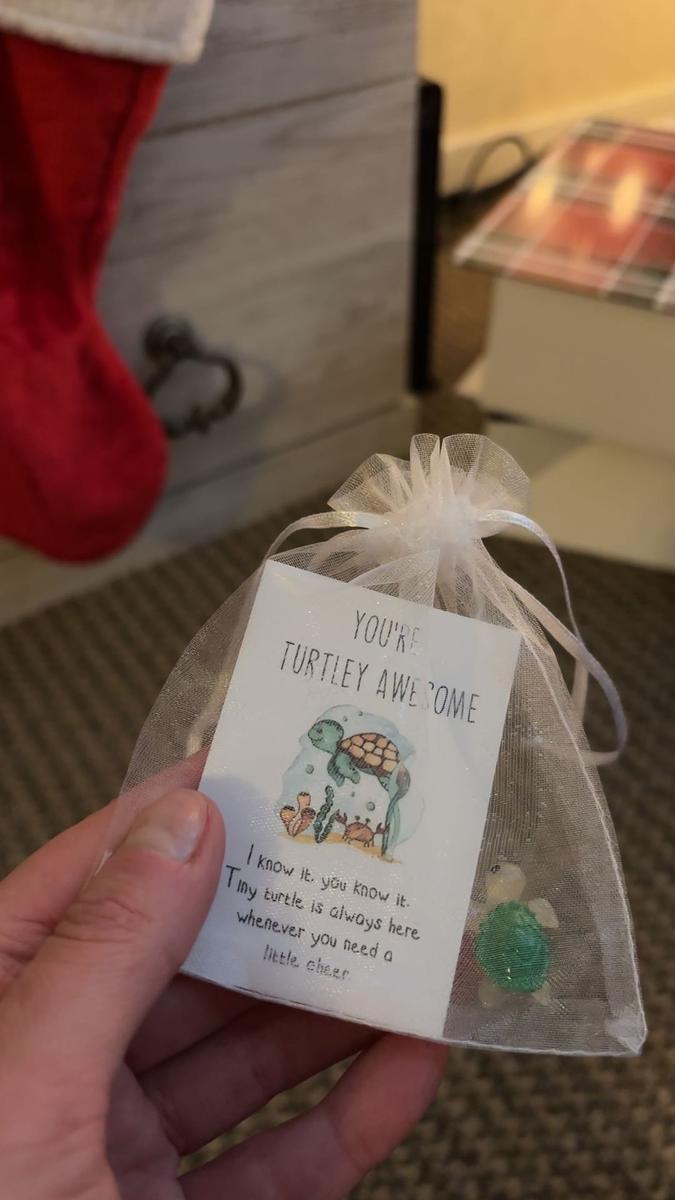 YOU'RE
TURTLEY AWESOME
I know it, you know it.
Tiny turtle is always here
whenever you need a
little cheer